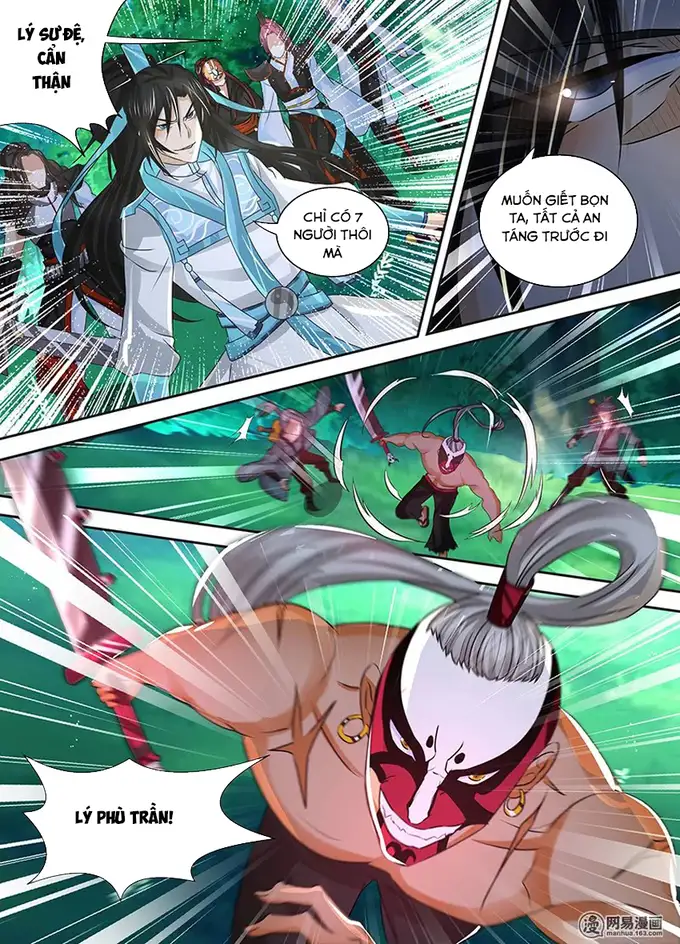 LÝ SƯ ĐỆ,
CẨN
THẬN
CHỈ CÓ 7
NGƯỜI THÔI
MÀ
MUỐN GIẾT BỌN
TA, TẤT CẢ AN
TÁNG TRƯỚC ĐI
LÝ PHÙ TRẦN!
网易漫画
manhua.163.com